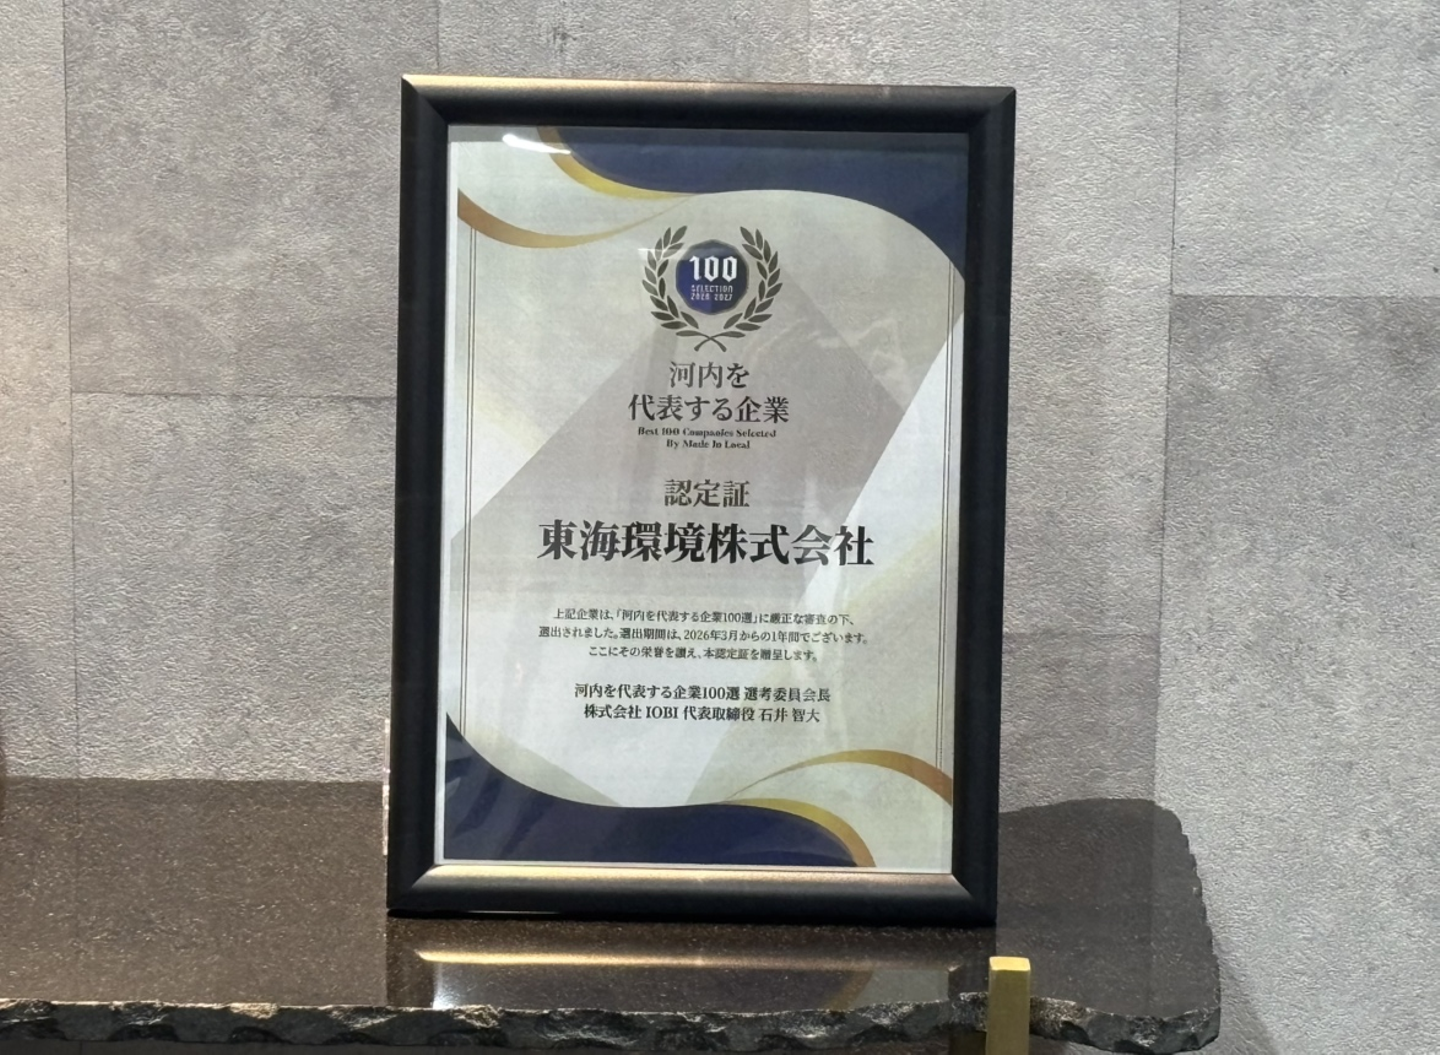 100
SELECTION
2026 2027
河内を
代表する企業
Best 100 Companies Selected
By Made In Local
認定証
東海環境株式会社
上記企業は、「河内を代表する企業100選」に厳正な審査の下、
選出されました。選出期間は、2026年3月からの1年間でございます。
ここにその栄誉を讃え、本認定証を贈呈します。
河内を代表する企業100選 選考委員会長
株式会社 IOBI 代表取締役 石井 智大